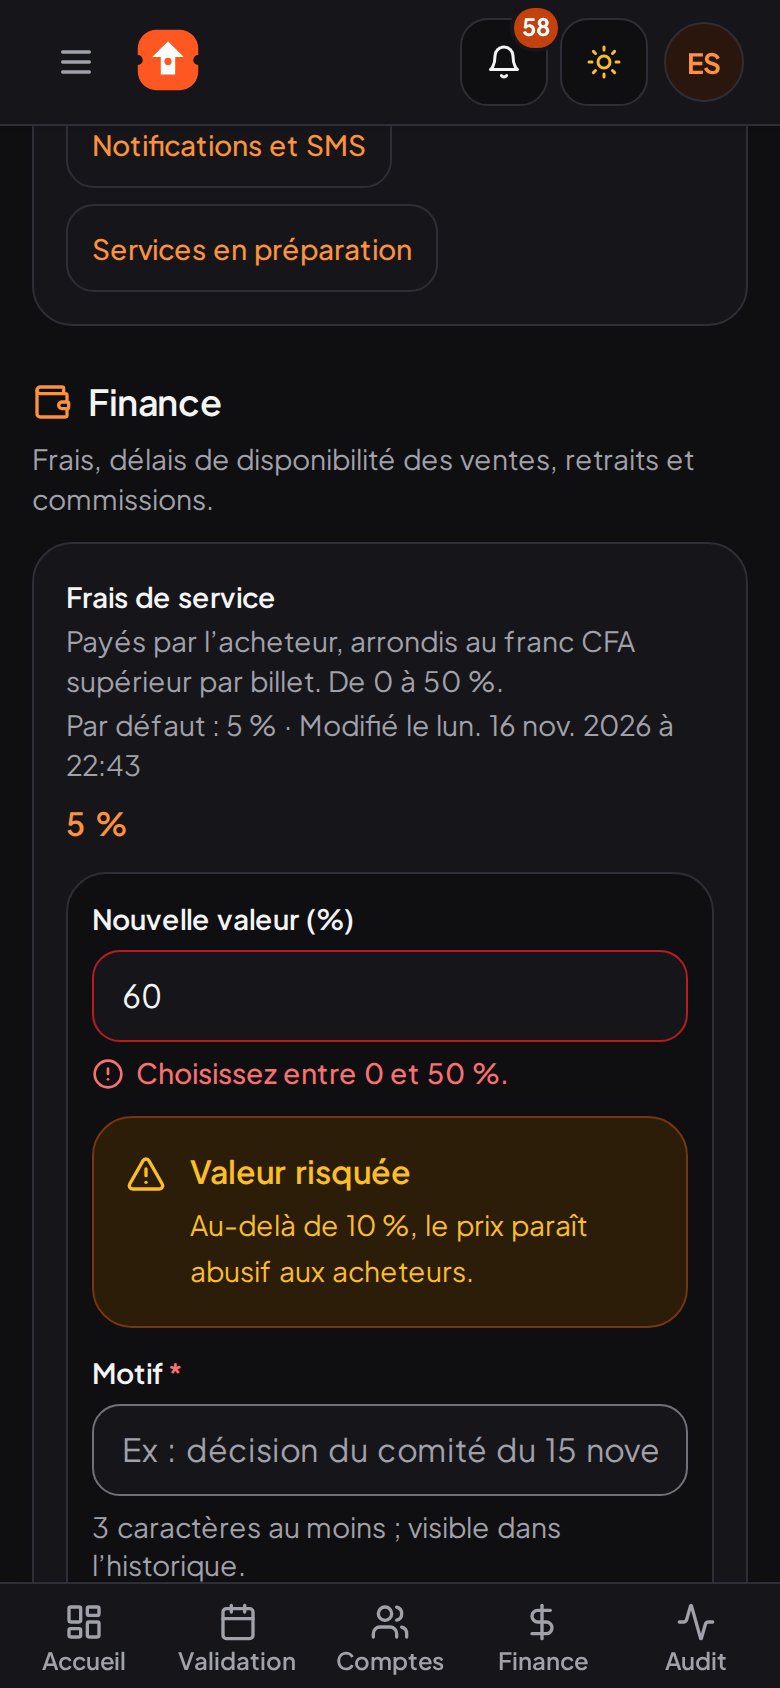 58
ES
Notifications et SMS
Services en préparation
Finance
Frais, délais de disponibilité des ventes, retraits et
commissions.
Frais de service
Payés par l’acheteur, arrondis au franc CFA
supérieur par billet. De 0 à 50 %.
Par défaut : 5 % · Modifié le lun. 16 nov. 2026 à
22:43
5 %
Nouvelle valeur (%)
60
Choisissez entre 0 et 50 %.
Valeur risquée
Au-delà de 10 %, le prix paraît
abusif aux acheteurs.
Motif *
Ex : décision du comité du 15 nove
3 caractères au moins ; visible dans
l’historique.
Accueil
Validation
Comptes
Finance
Audit